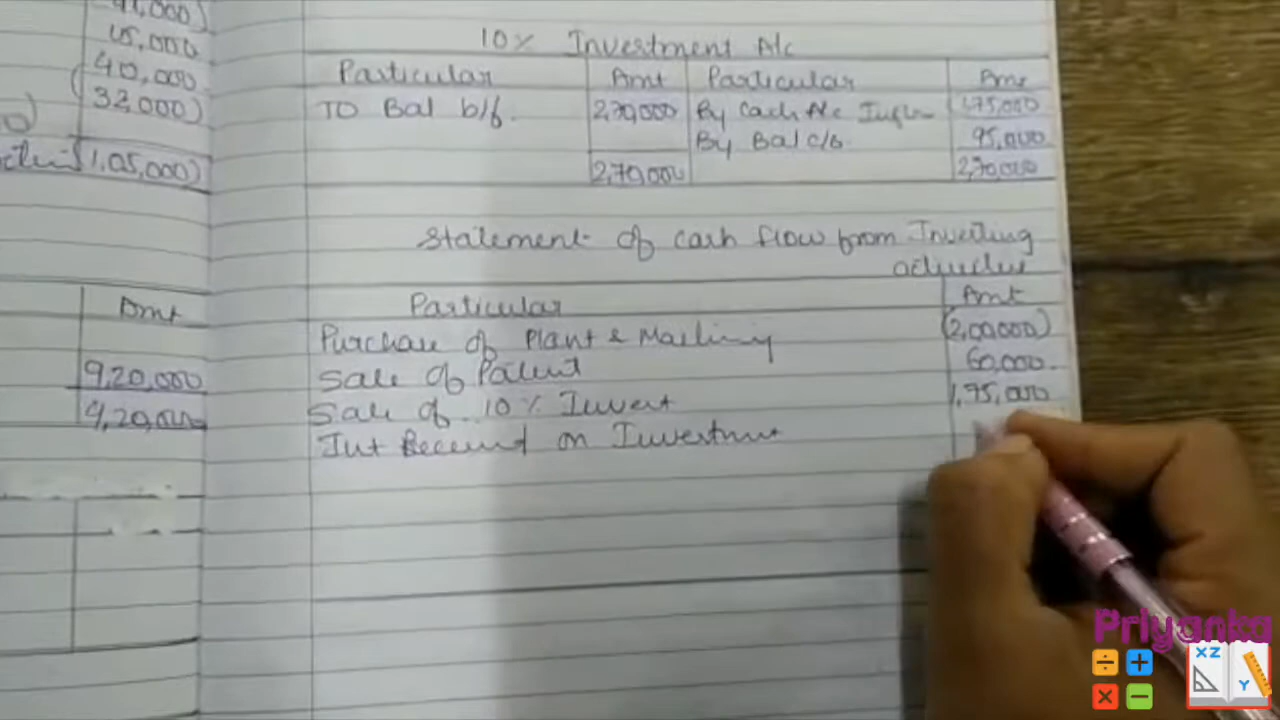 15,000
40,000
(32,000)
1,05,000)
Amt
9,20,000
9,20,000
10% Investment A/c
Particular Amt Particular Amt
TO Bal b/f. 2,70,000 By Cash A/c 1,75,000
By Bal c/d. 95,000
2,70,000 2,70,000
Statement of cash flow from Investing
activities
Particular Amt
Purchase of Plant & Machinery (2,00,000)
Sale of Patent 60,000
Sale of 10% Invest 1,75,000
Int Received on Investment
Priyanka
XZ
Y